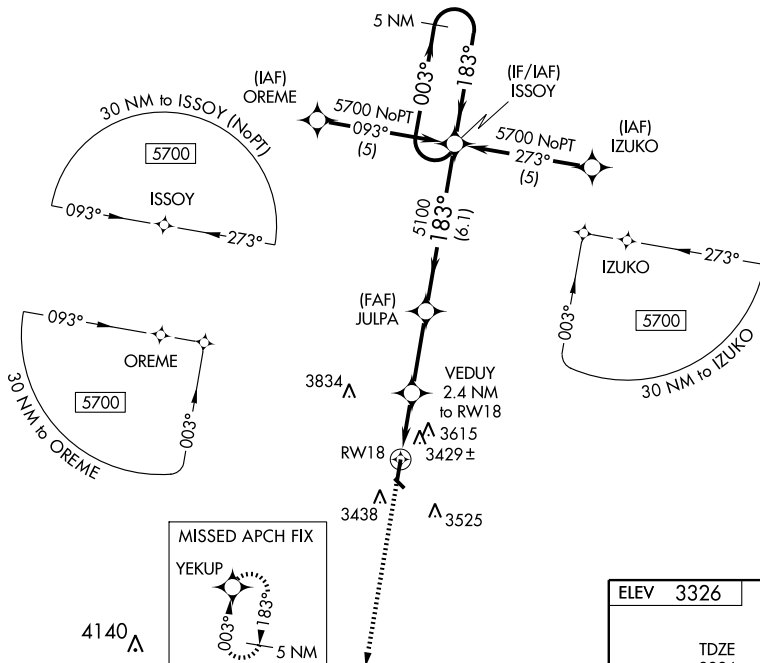 5 NM
003°
183°
(IAF)
OREME
(IF/IAF)
ISSOY
30 NM to ISSOY (NoPT)
5700
5700 NoPT
093°
(5)
5700 NoPT
273°
(5)
(IAF)
IZUKO
ISSOY
093°
273°
5100
183°
(6.1)
IZUKO
273°
003°
5700
30 NM to IZUKO
(FAF)
JULPA
093°
OREME
5700
003°
30 NM to OREME
3834
VEDUY
2.4 NM
to RW18
3615
3429 ±
RW18
3438
3525
MISSED APCH FIX
YEKUP
003°
183°
5 NM
4140
ELEV 3326
TDZE